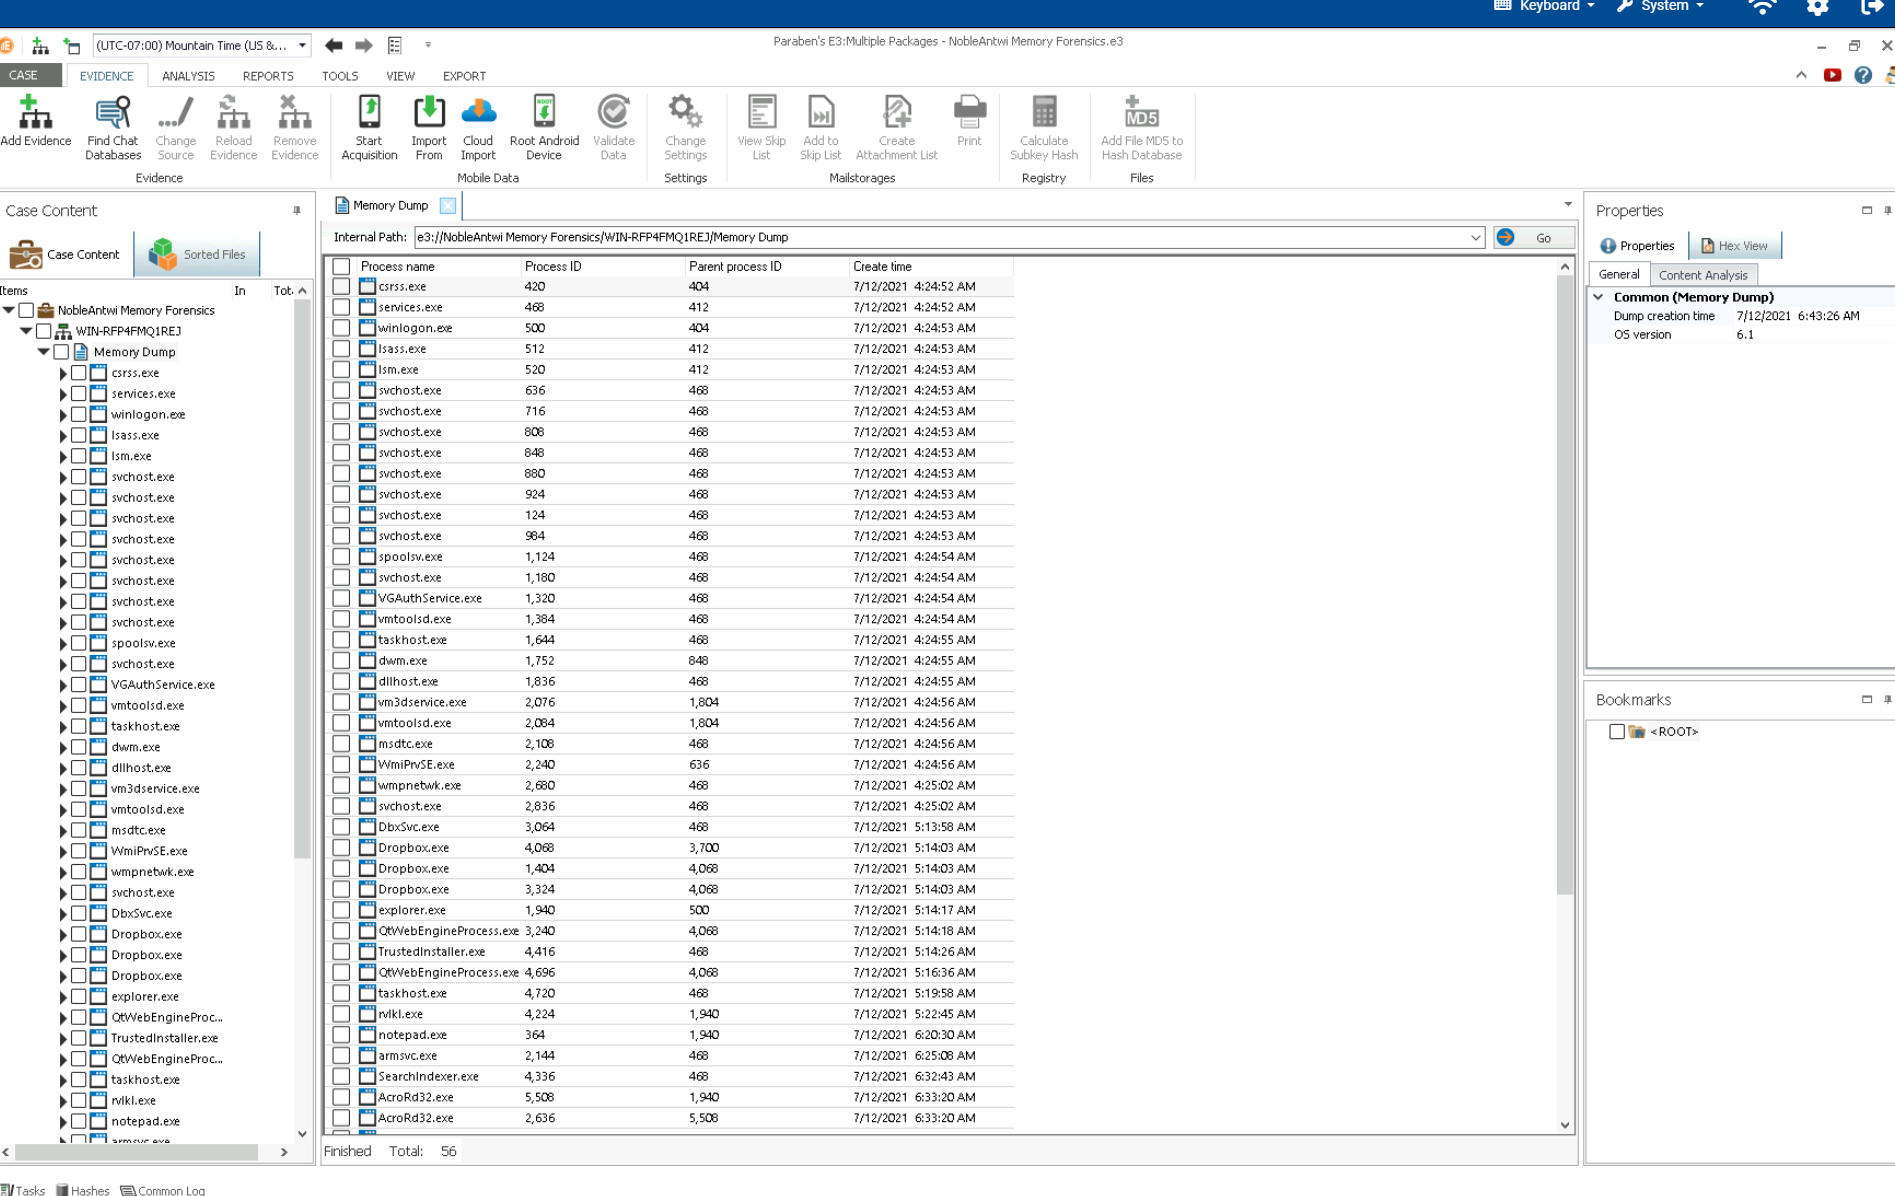 Keyboard System
(UTC-07:00) Mountain Time (US &...
Paraben's E3:Multiple Packages - NobleAntwi Memory Forensics.e3
CASE EVIDENCE ANALYSIS REPORTS TOOLS VIEW EXPORT
Add Evidence
Find Chat Databases
Change Source
Reload Evidence
Remove Evidence
Start Acquisition
Import From
Cloud Import
Root Android Device
Validate Data
Change Settings
View Skip List
Add to Skip List
Create Attachment List
Print
Calculate Subkey Hash
MD5
Add File MD5 to Hash Database
Evidence Mobile Data Settings Mailstorages Registry Files
Case Content
Case Content Sorted Files
Items In Tot.
NobleAntwi Memory Forensics
WIN-RFP4FMQ1REJ
Memory Dump
csrss.exe
services.exe
winlogon.exe
lsass.exe
lsm.exe
svchost.exe
svchost.exe
svchost.exe
svchost.exe
svchost.exe
svchost.exe
svchost.exe
svchost.exe
spoolsv.exe
svchost.exe
VGAuthService.exe
vmtoolsd.exe
taskhost.exe
dwm.exe
dllhost.exe
vm3dservice.exe
vmtoolsd.exe
msdtc.exe
WmiPrvSE.exe
wmpnetwk.exe
svchost.exe
DbxSvc.exe
Dropbox.exe
Dropbox.exe
Dropbox.exe
explorer.exe
QtWebEngineProc...
TrustedInstaller.exe
QtWebEngineProc...
taskhost.exe
rvlkl.exe
notepad.exe
armsvc.exe
Memory Dump
Internal Path: e3://NobleAntwi Memory Forensics/WIN-RFP4FMQ1REJ/Memory Dump Go
Process name Process ID Parent process ID Create time
csrss.exe 420 404 7/12/2021 4:24:52 AM
services.exe 468 412 7/12/2021 4:24:52 AM
winlogon.exe 500 404 7/12/2021 4:24:53 AM
lsass.exe 512 412 7/12/2021 4:24:53 AM
lsm.exe 520 412 7/12/2021 4:24:53 AM
svchost.exe 636 468 7/12/2021 4:24:53 AM
svchost.exe 716 468 7/12/2021 4:24:53 AM
svchost.exe 808 468 7/12/2021 4:24:53 AM
svchost.exe 848 468 7/12/2021 4:24:53 AM
svchost.exe 880 468 7/12/2021 4:24:53 AM
svchost.exe 924 468 7/12/2021 4:24:53 AM
svchost.exe 124 468 7/12/2021 4:24:53 AM
svchost.exe 984 468 7/12/2021 4:24:53 AM
spoolsv.exe 1,124 468 7/12/2021 4:24:54 AM
svchost.exe 1,180 468 7/12/2021 4:24:54 AM
VGAuthService.exe 1,320 468 7/12/2021 4:24:54 AM
vmtoolsd.exe 1,384 468 7/12/2021 4:24:54 AM
taskhost.exe 1,644 468 7/12/2021 4:24:55 AM
dwm.exe 1,752 848 7/12/2021 4:24:55 AM
dllhost.exe 1,836 468 7/12/2021 4:24:55 AM
vm3dservice.exe 2,076 1,804 7/12/2021 4:24:56 AM
vmtoolsd.exe 2,084 1,804 7/12/2021 4:24:56 AM
msdtc.exe 2,108 468 7/12/2021 4:24:56 AM
WmiPrvSE.exe 2,240 636 7/12/2021 4:24:56 AM
wmpnetwk.exe 2,680 468 7/12/2021 4:25:02 AM
svchost.exe 2,836 468 7/12/2021 4:25:02 AM
DbxSvc.exe 3,064 468 7/12/2021 5:13:58 AM
Dropbox.exe 4,068 3,700 7/12/2021 5:14:03 AM
Dropbox.exe 1,404 4,068 7/12/2021 5:14:03 AM
Dropbox.exe 3,324 4,068 7/12/2021 5:14:03 AM
explorer.exe 1,940 500 7/12/2021 5:14:17 AM
QtWebEngineProcess.exe 3,240 4,068 7/12/2021 5:14:18 AM
TrustedInstaller.exe 4,416 468 7/12/2021 5:14:26 AM
QtWebEngineProcess.exe 4,696 4,068 7/12/2021 5:16:36 AM
taskhost.exe 4,720 468 7/12/2021 5:19:58 AM
rvlkl.exe 4,224 1,940 7/12/2021 5:22:45 AM
notepad.exe 364 1,940 7/12/2021 6:20:30 AM
armsvc.exe 2,144 468 7/12/2021 6:25:08 AM
SearchIndexer.exe 4,336 468 7/12/2021 6:32:43 AM
AcroRd32.exe 5,508 1,940 7/12/2021 6:33:20 AM
AcroRd32.exe 2,636 5,508 7/12/2021 6:33:20 AM
Finished Total: 56
Properties
Properties Hex View
General Content Analysis
Common (Memory Dump)
Dump creation time 7/12/2021 6:43:26 AM
OS version 6.1
Bookmarks
<ROOT>
Tasks Hashes Common Log